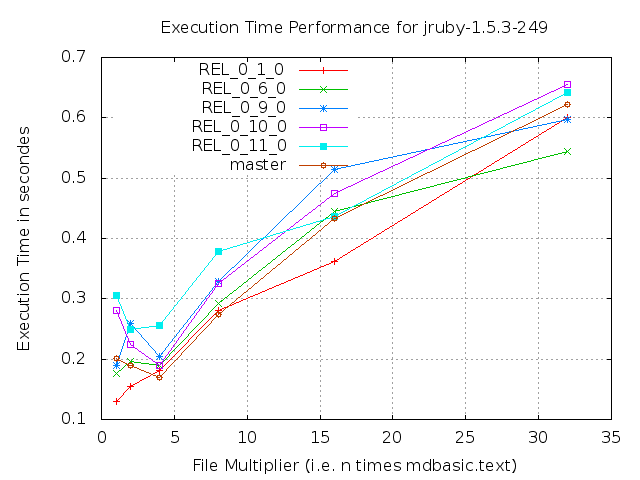 Execution Time Performance for jruby-1.5.3-249
0.7
0.6
0.5
0.4
0.3
0.2
0.1
Execution Time in secondes
REL_0_1_0
REL_0_6_0
REL_0_9_0
REL_0_10_0
REL_0_11_0
master
0 5 10 15 20 25 30 35
File Multiplier (i.e. n times mdbasic.text)